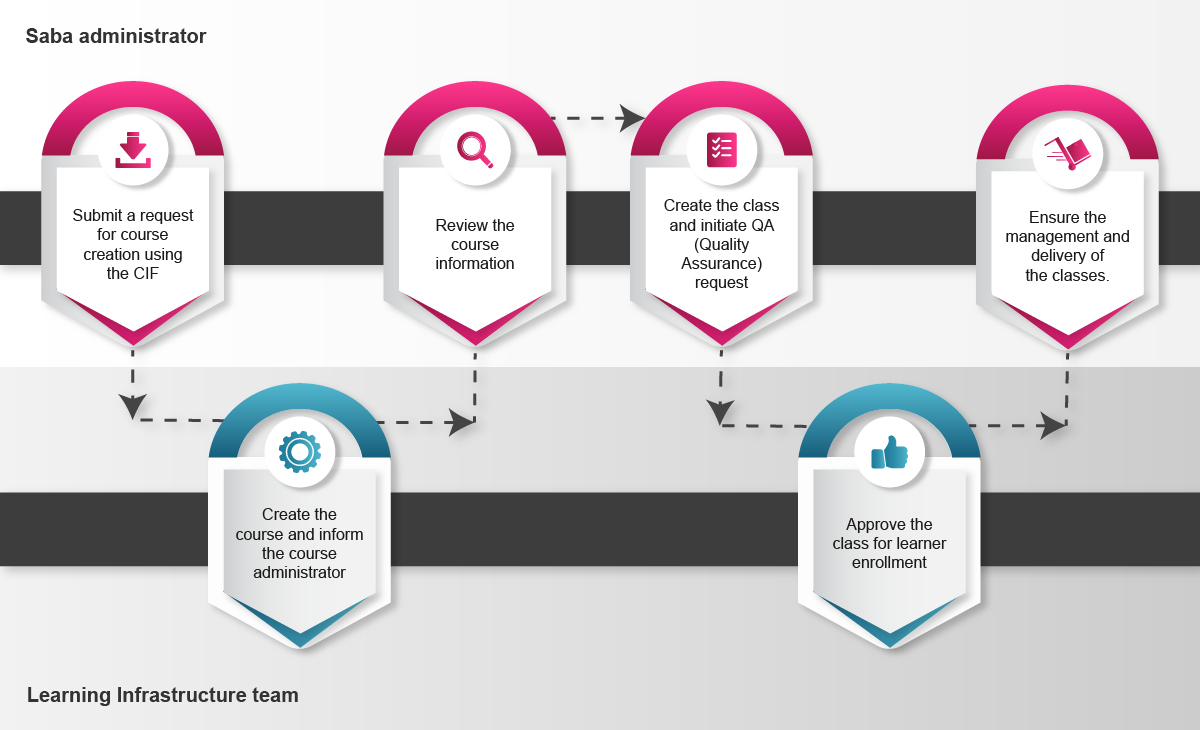 Saba administrator
Submit a request
for course
creation using
the CIF
Review the
course
information
Create the class
and initiate QA
(Quality
Assurance)
request
Ensure the
management and
delivery of
the classes.
Create the
course and inform
the course
administrator
Approve the
class for learner
enrollment
Learning Infrastructure team